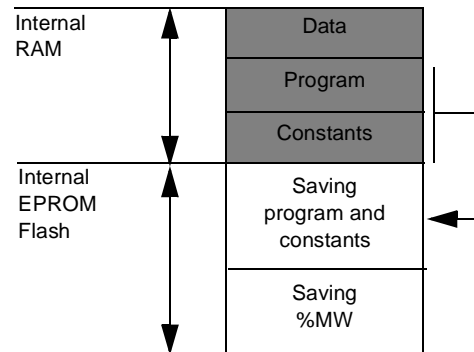 Internal
RAM
Data
Program
Constants
Internal
EPROM
Flash
Saving
program and
constants
Saving
%MW